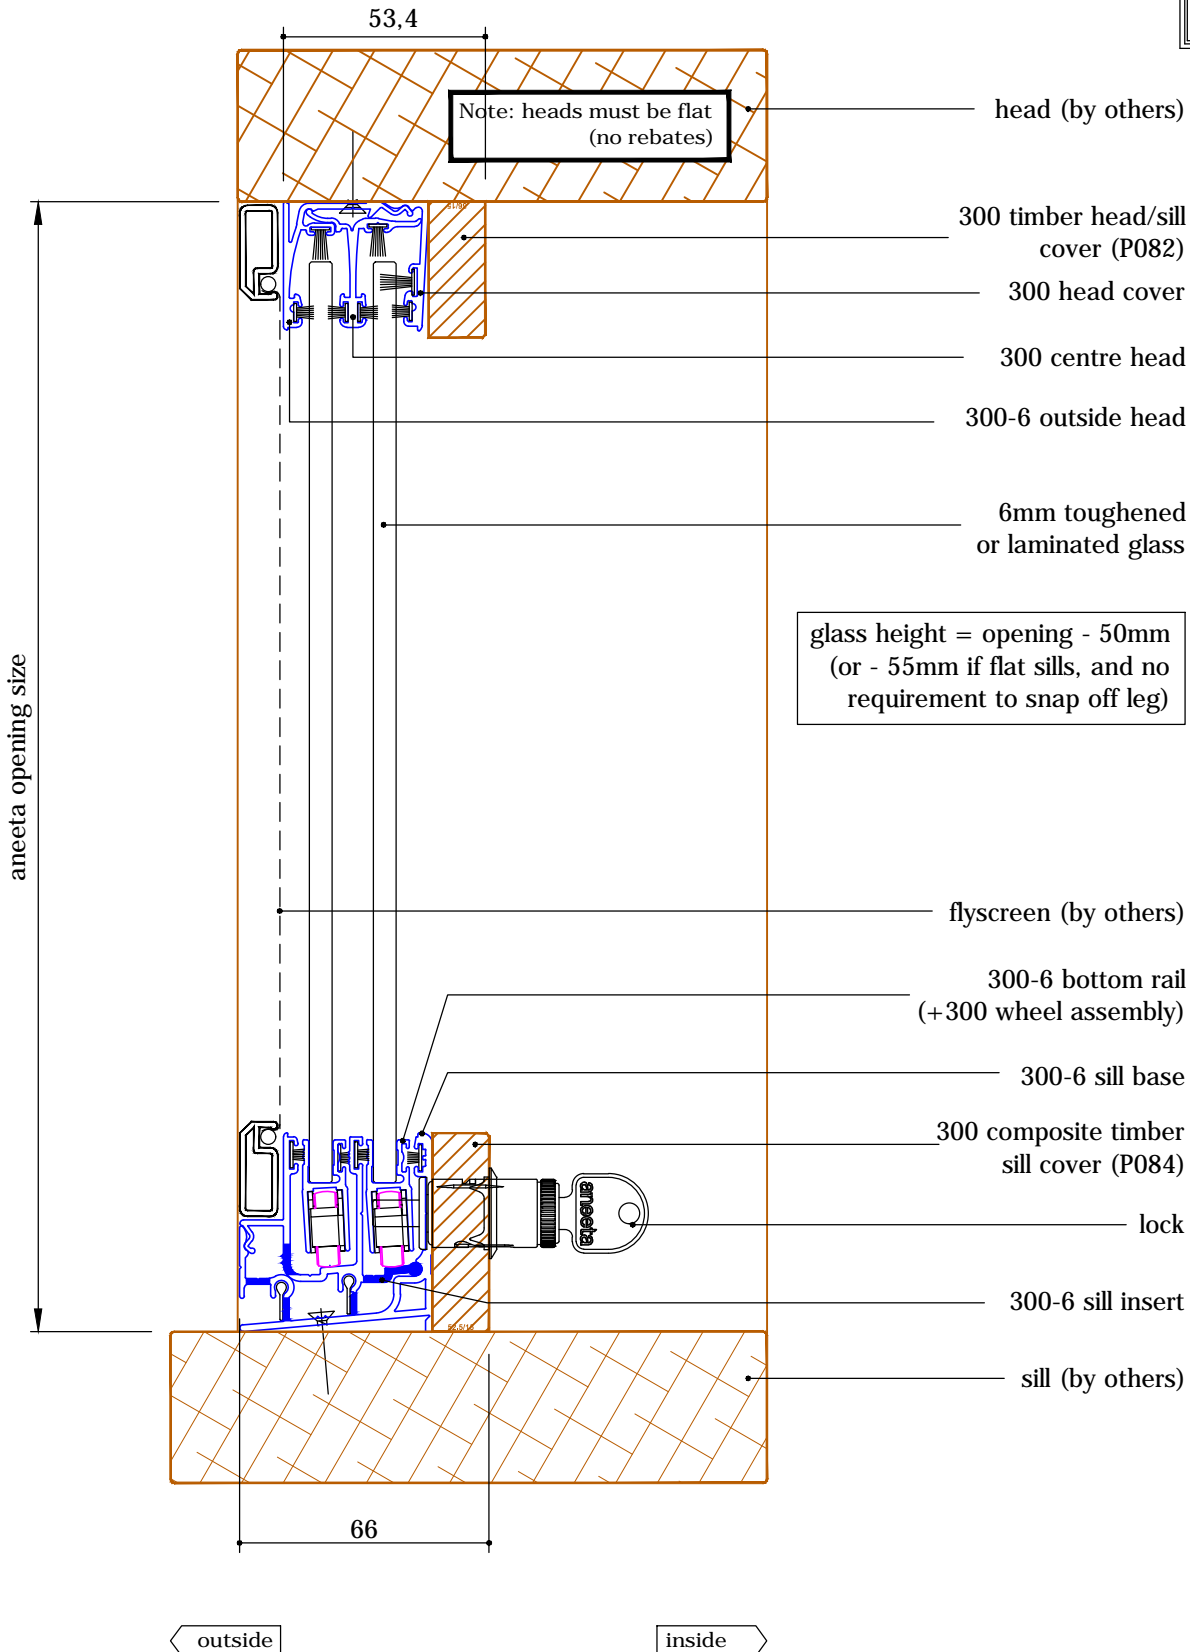 53,4
Note: heads must be flat
(no rebates)
head (by others)
300 timber head/sill
cover (P082)
300 head cover
300 centre head
300-6 outside head
6mm toughened
or laminated glass
glass height = opening - 50mm
(or - 55mm if flat sills, and no
requirement to snap off leg)
aneeta opening size
flyscreen (by others)
300-6 bottom rail
(+300 wheel assembly)
300-6 sill base
300 composite timber
sill cover (P084)
aneeta
lock
300-6 sill insert
sill (by others)
66
outside
inside